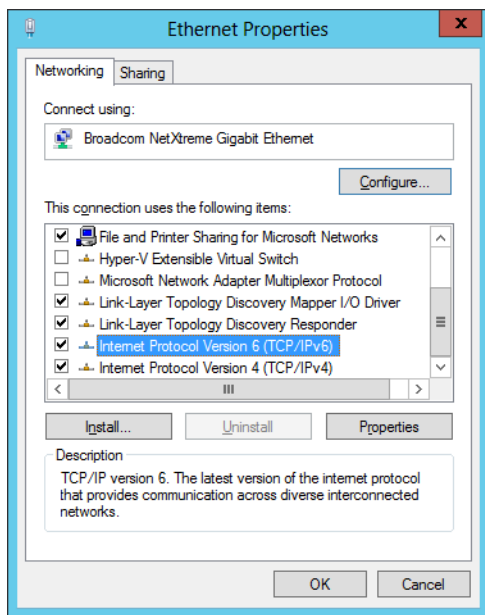 Ethernet Properties
x
Networking
Sharing
Connect using:
Broadcom NetXtreme Gigabit Ethernet
Configure...
This connection uses the following items:
File and Printer Sharing for Microsoft Networks
Hyper-V Extensible Virtual Switch
Microsoft Network Adapter Multiplexor Protocol
Link-Layer Topology Discovery Mapper I/O Driver
Link-Layer Topology Discovery Responder
Internet Protocol Version 6 (TCP/IPv6)
Internet Protocol Version 4 (TCP/IPv4)
Install...
Uninstall
Properties
Description
TCP/IP version 6. The latest version of the internet protocol
that provides communication across diverse interconnected
networks.
OK
Cancel